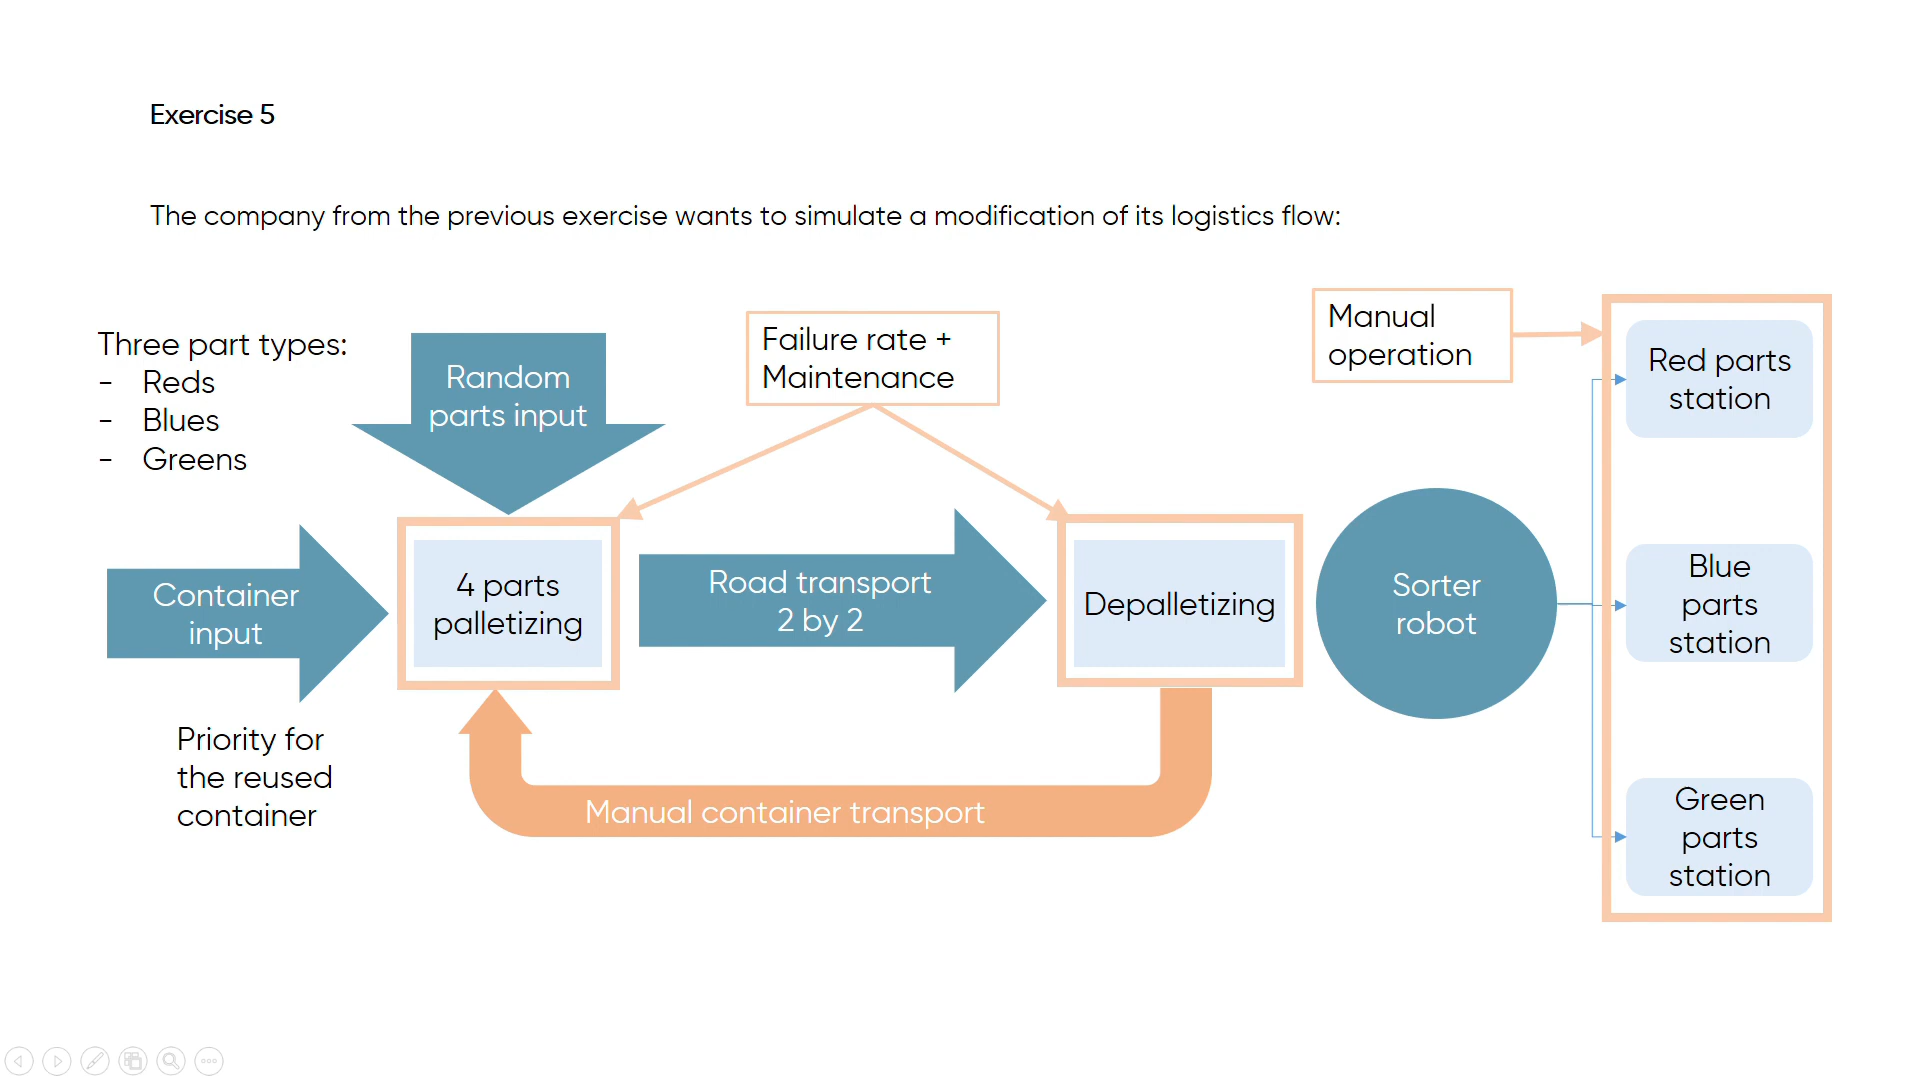 Exercise 5
The company from the previous exercise wants to simulate a modification of its logistics flow:
Three part types:
- Reds
- Blues
- Greens
Random
parts input
Failure rate +
Maintenance
Manual
operation
Red parts
station
Container
input
4 parts
palletizing
Road transport
2 by 2
Depalletizing
Sorter
robot
Blue
parts
station
Priority for
the reused
container
Manual container transport
Green
parts
station